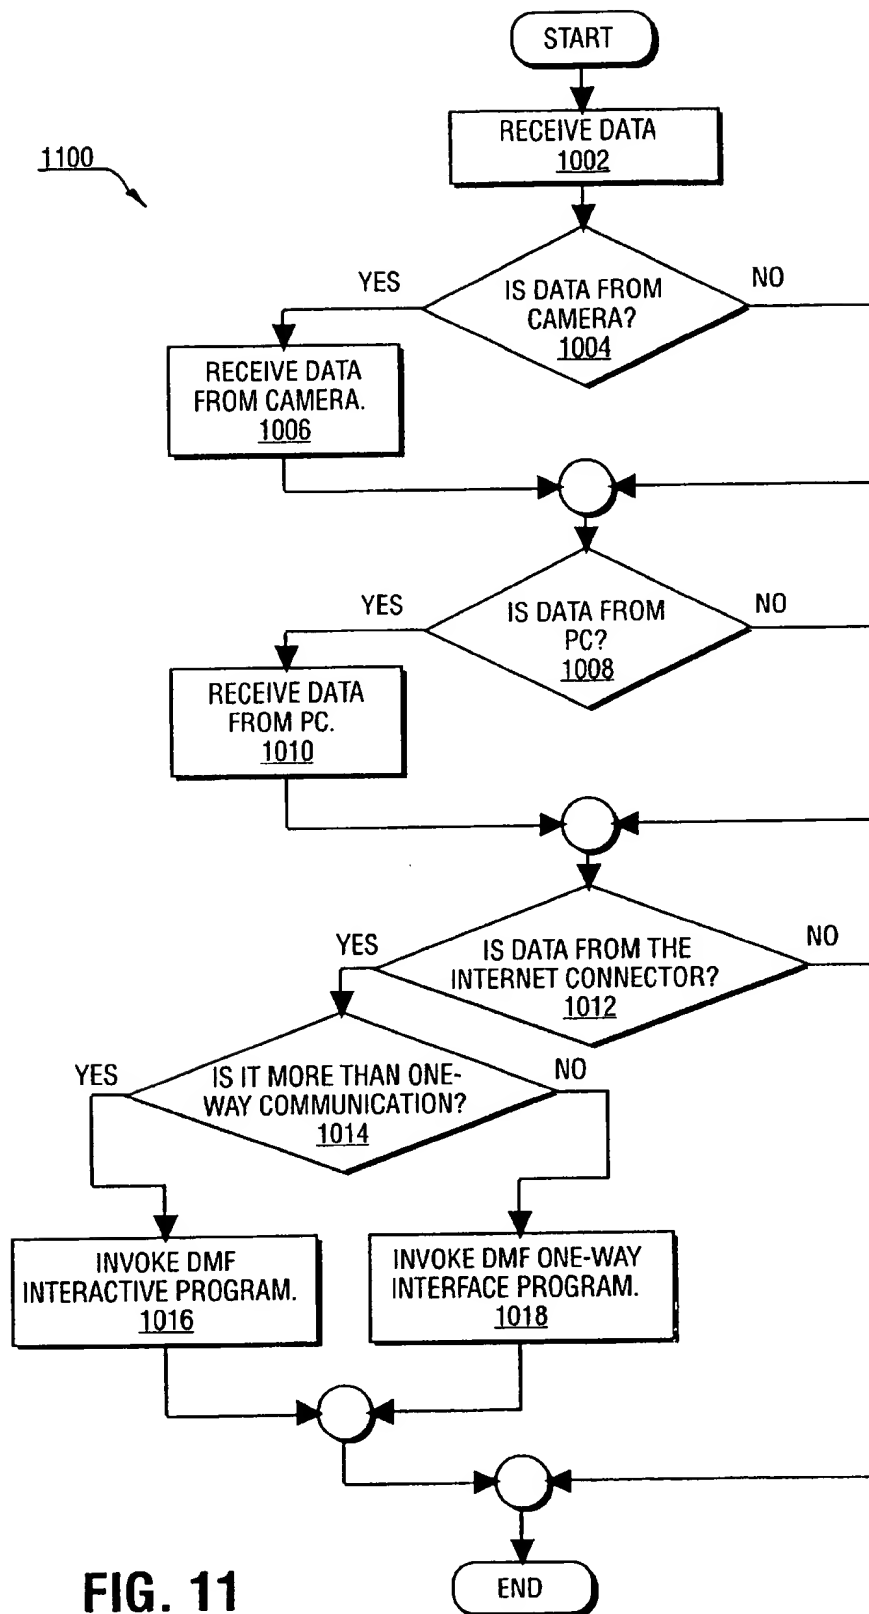 START
RECEIVE DATA
1002
1100
YES
NO
IS DATA FROM
CAMERA?
1004
RECEIVE DATA
FROM CAMERA.
1006
YES
NO
IS DATA FROM
PC?
1008
RECEIVE DATA
FROM PC.
1010
YES
NO
IS DATA FROM THE
INTERNET CONNECTOR?
1012
YES
NO
IS IT MORE THAN ONE-
WAY COMMUNICATION?
1014
INVOKE DMF
INTERACTIVE PROGRAM.
1016
INVOKE DMF ONE-WAY
INTERFACE PROGRAM.
1018
END
FIG. 11